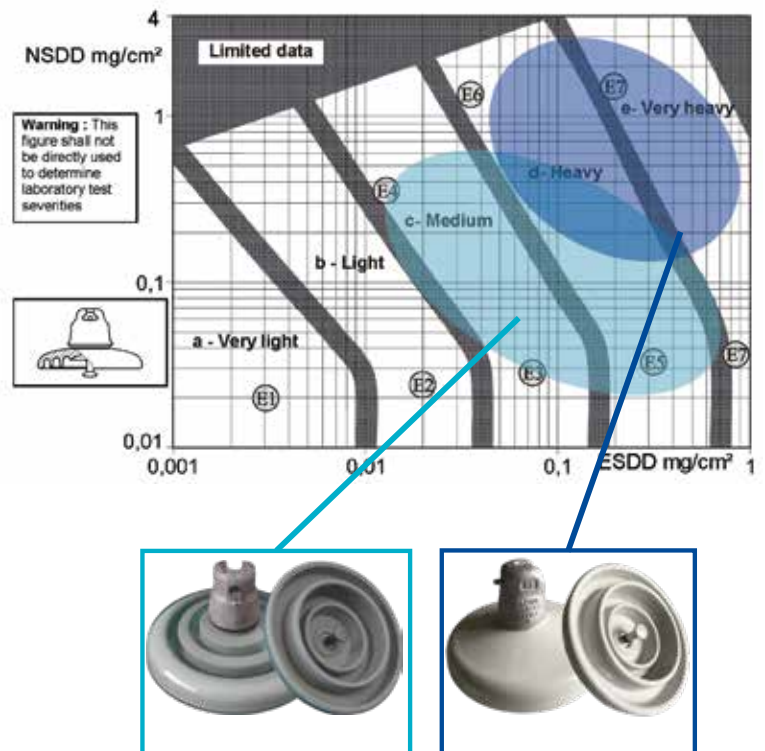 4
NSDD mg/cm²
Limited data
E6
E7
e- Very heavy
1
Warning : This
figure shall not
be directly used
to determine
laboratory test
severities
d- Heavy
E4
c- Medium
b - Light
0,1
a - Very light
E1
E2
E3
E5
E7
0,01
0,001
0,01
0,1
ESDD mg/cm²
1